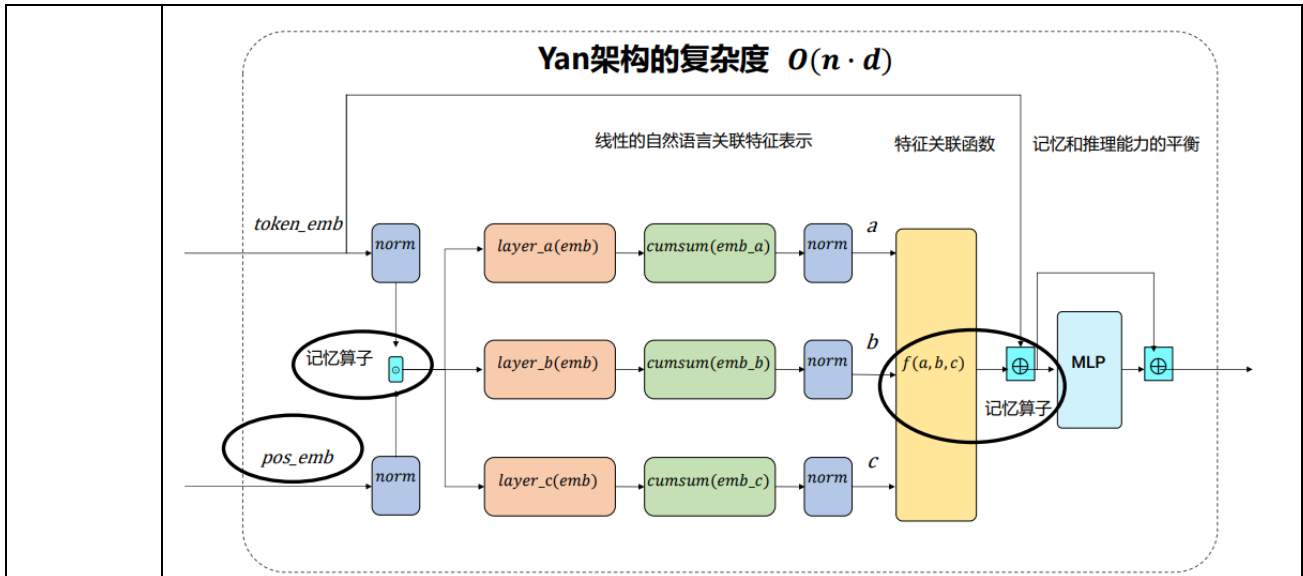 Yan架构的复杂度 O(n · d)
线性的自然语言关联特征表示
特征关联函数
记忆和推理能力的平衡
token_emb
norm
layer_a(emb)
cumsum(emb_a)
norm
a
记忆算子
⊙
layer_b(emb)
cumsum(emb_b)
norm
b
f(a,b,c)
⊕
MLP
⊕
记忆算子
pos_emb
norm
layer_c(emb)
cumsum(emb_c)
norm
c